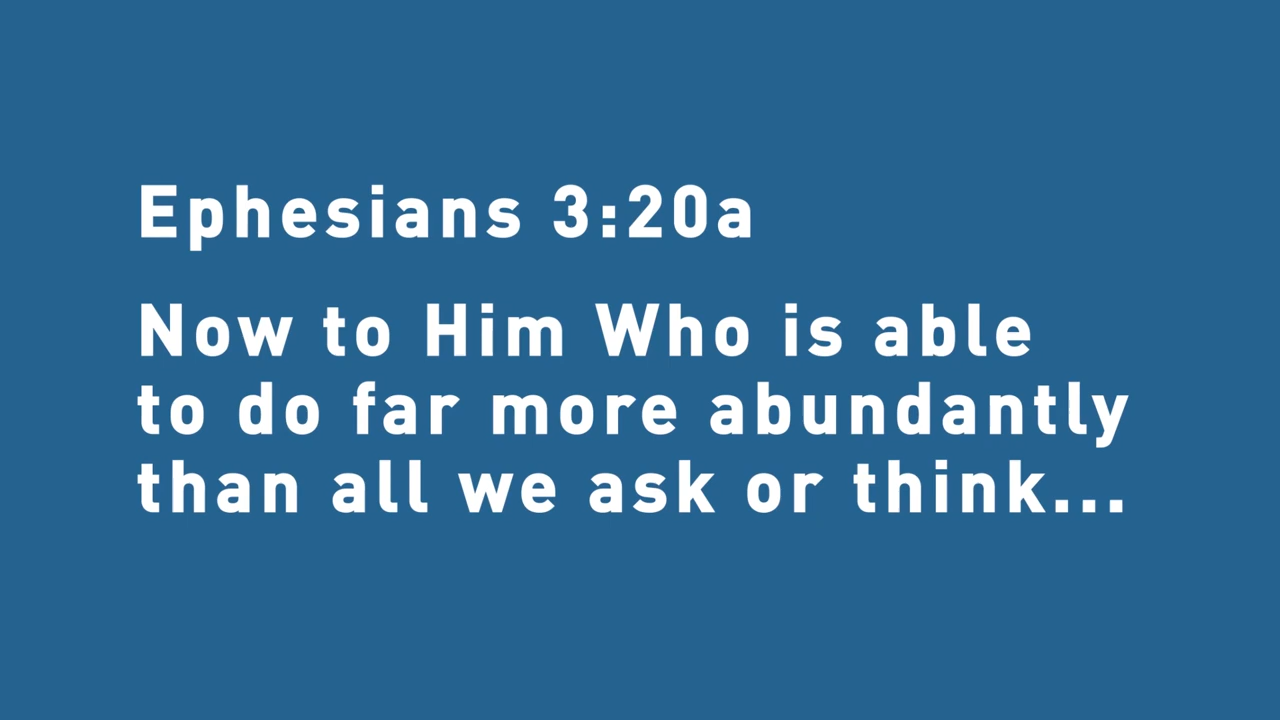 Ephesians 3:20a
Now to Him Who is able
to do far more abundantly
than all we ask or think...